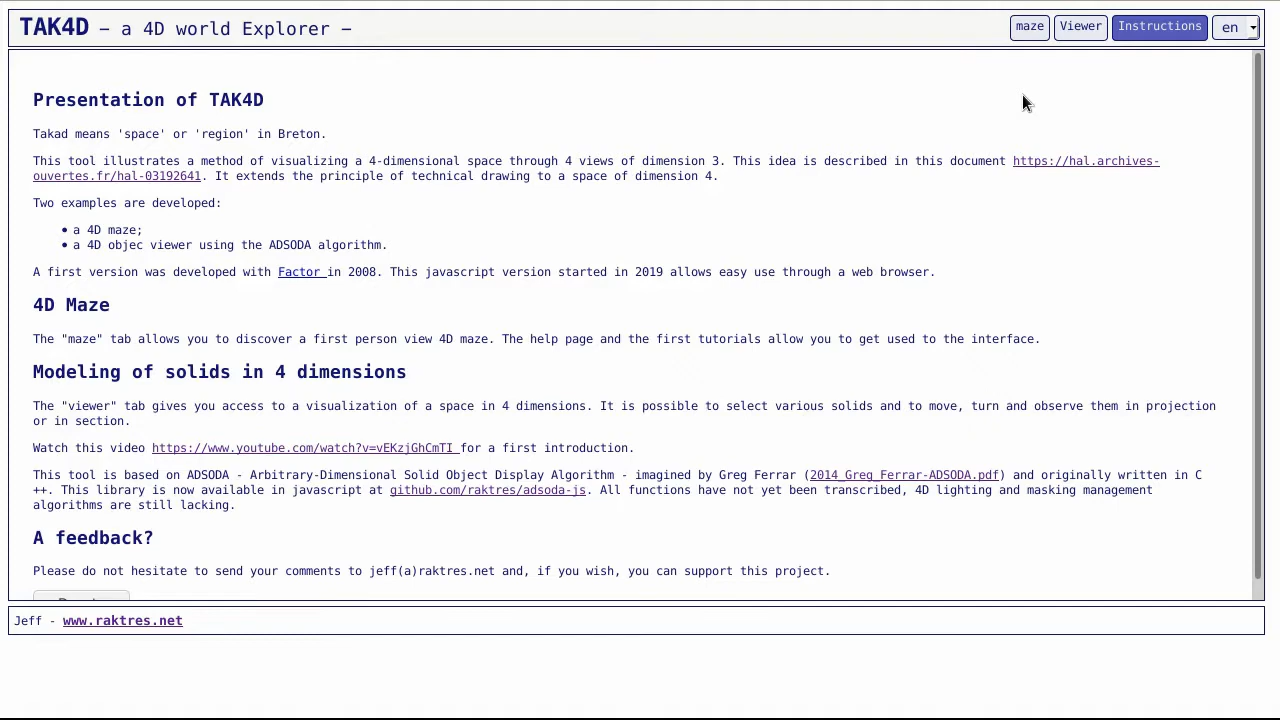 TAK4D — a 4D world Explorer —
maze Viewer Instructions en
Presentation of TAK4D
Takad means 'space' or 'region' in Breton.
This tool illustrates a method of visualizing a 4-dimensional space through 4 views of dimension 3. This idea is described in this document https://hal.archives-
ouvertes.fr/hal-03192641. It extends the principle of technical drawing to a space of dimension 4.
Two examples are developed:
• a 4D maze;
• a 4D objec viewer using the ADSODA algorithm.
A first version was developed with Factor in 2008. This javascript version started in 2019 allows easy use through a web browser.
4D Maze
The "maze" tab allows you to discover a first person view 4D maze. The help page and the first tutorials allow you to get used to the interface.
Modeling of solids in 4 dimensions
The "viewer" tab gives you access to a visualization of a space in 4 dimensions. It is possible to select various solids and to move, turn and observe them in projection
or in section.
Watch this video https://www.youtube.com/watch?v=vEKzjGhCmTI for a first introduction.
This tool is based on ADSODA - Arbitrary-Dimensional Solid Object Display Algorithm - imagined by Greg Ferrar (2014_Greg_Ferrar-ADSODA.pdf) and originally written in C
++. This library is now available in javascript at github.com/raktres/adsoda-js. All functions have not yet been transcribed, 4D lighting and masking management
algorithms are still lacking.
A feedback?
Please do not hesitate to send your comments to jeff(a)raktres.net and, if you wish, you can support this project.
Jeff - www.raktres.net